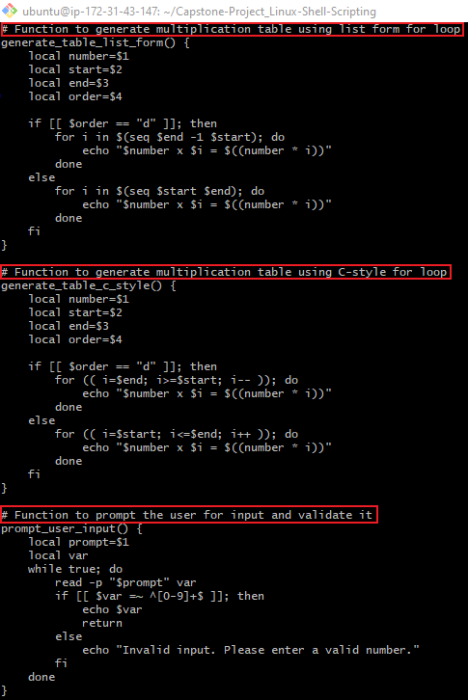 ubuntu@ip-172-31-43-147: ~/Capstone-Project_Linux-Shell-Scripting
# Function to generate multiplication table using list form for loop
generate_table_list_form() {
    local number=$1
    local start=$2
    local end=$3
    local order=$4

    if [[ $order == "d" ]]; then
        for i in $(seq $end -1 $start); do
            echo "$number x $i = $((number * i))"
        done
    else
        for i in $(seq $start $end); do
            echo "$number x $i = $((number * i))"
        done
    fi
}

# Function to generate multiplication table using C-style for loop
generate_table_c_style() {
    local number=$1
    local start=$2
    local end=$3
    local order=$4

    if [[ $order == "d" ]]; then
        for (( i=$end; i>=$start; i-- )); do
            echo "$number x $i = $((number * i))"
        done
    else
        for (( i=$start; i<=$end; i++ )); do
            echo "$number x $i = $((number * i))"
        done
    fi
}

# Function to prompt the user for input and validate it
prompt_user_input() {
    local prompt=$1
    local var
    while true; do
        read -p "$prompt" var
        if [[ $var =~ ^[0-9]+$ ]]; then
            echo $var
            return
        else
            echo "Invalid input. Please enter a valid number."
        fi
    done
}